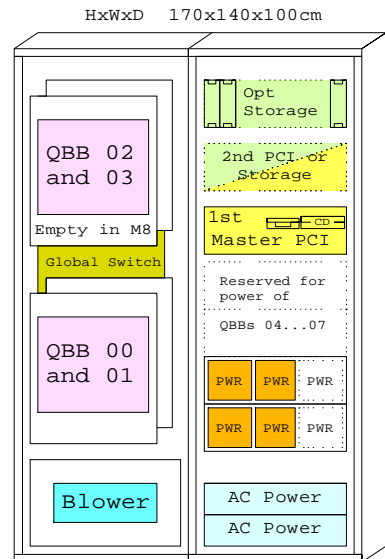 HxWxD 170x140x100cm
QBB 02
and 03
Empty in M8
Global Switch
QBB 00
and 01
Blower
Opt
Storage
2nd PCI or
Storage
1st
CD
Master PCI
Reserved for
power of
QBBs 04...07
PWR PWR PWR
PWR PWR PWR
AC Power
AC Power